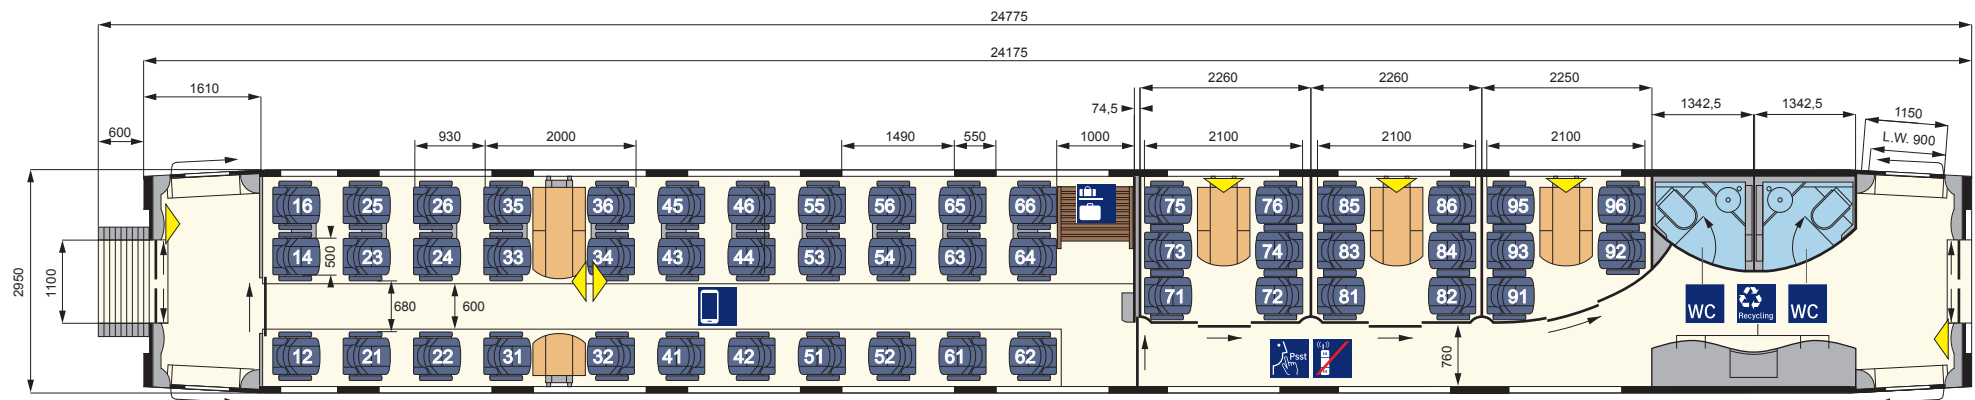 24775
24175
2260 2260 2250
1610 74,5 1342,5 1342,5 1150
600 930 2000 1490 550 1000 2100 2100 2100 L.W. 900
16 25 26 35 36 45 46 55 56 65 66 75 76 85 86 95 96
14 23 24 33 34 43 44 53 54 63 64 73 74 83 84 93 92
500
2950 1100 680 600 71 72 81 82 91 WC Recycling WC
12 21 22 31 32 41 42 51 52 61 62 Psst 760